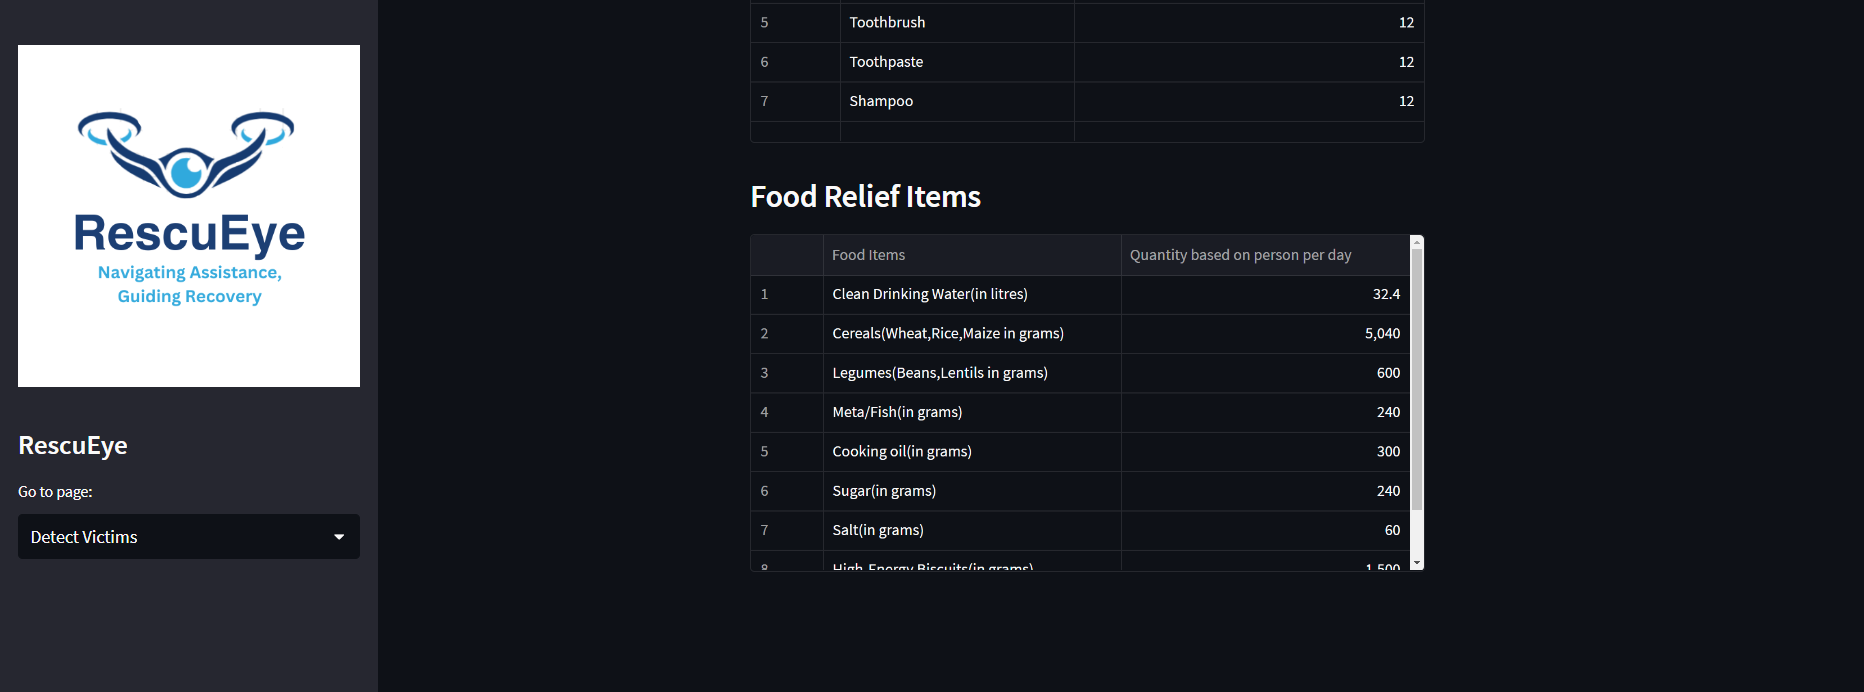 RescuEye
Navigating Assistance,
Guiding Recovery
RescuEye
Go to page:
Detect Victims
5 Toothbrush 12
6 Toothpaste 12
7 Shampoo 12
Food Relief Items
Food Items Quantity based on person per day
1 Clean Drinking Water(in litres) 32.4
2 Cereals(Wheat,Rice,Maize in grams) 5,040
3 Legumes(Beans,Lentils in grams) 600
4 Meta/Fish(in grams) 240
5 Cooking oil(in grams) 300
6 Sugar(in grams) 240
7 Salt(in grams) 60
8 High-Energy Biscuits(in grams) 1,500